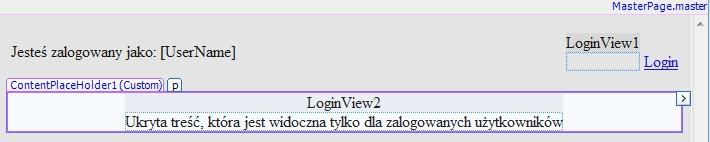 MasterPage.master
LoginView1
Jesteś zalogowany jako: [UserName]
Login
ContentPlaceHolder1 (Custom) p
LoginView2
Ukryta treść, która jest widoczna tylko dla zalogowanych użytkowników